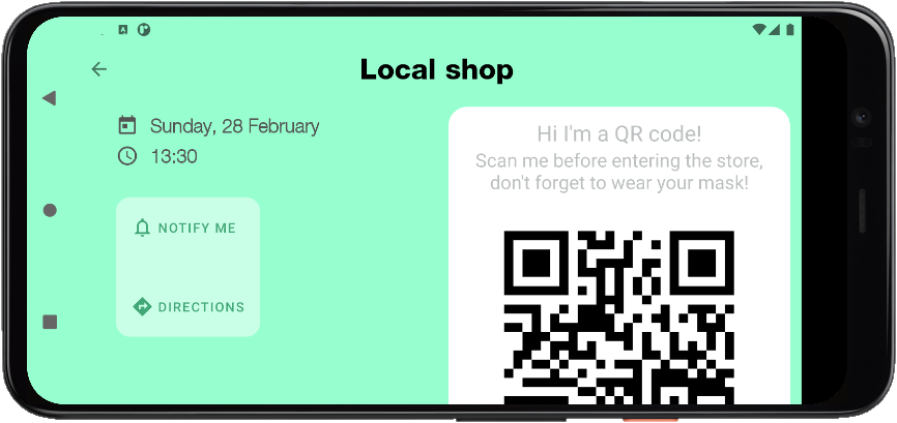 Local shop
Sunday, 28 February
13:30
NOTIFY ME
DIRECTIONS
Hi I'm a QR code!
Scan me before entering the store,
don't forget to wear your mask!